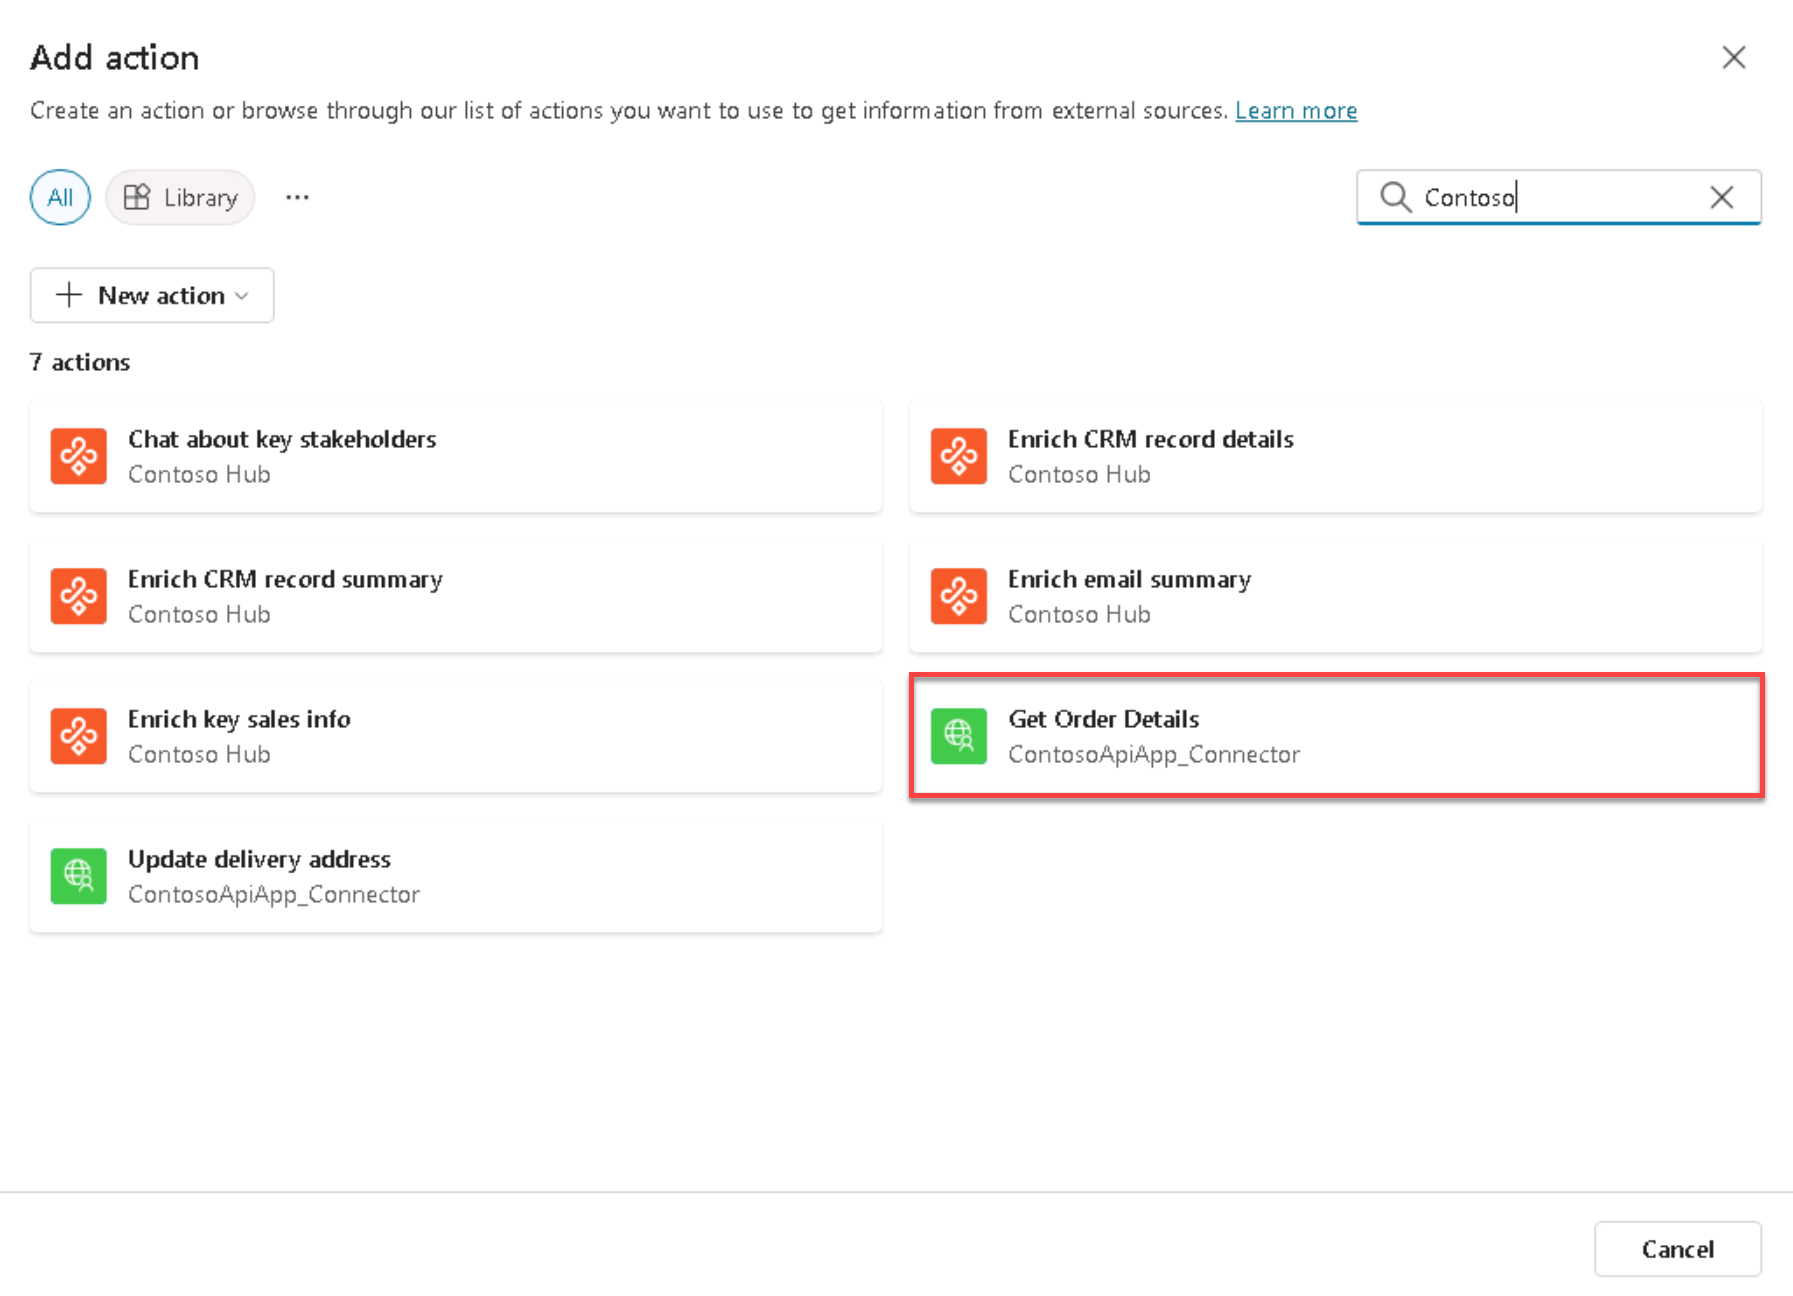 Add action
Create an action or browse through our list of actions you want to use to get information from external sources. Learn more
All
Library
...
Contoso
New action
7 actions
Chat about key stakeholders
Contoso Hub
Enrich CRM record details
Contoso Hub
Enrich CRM record summary
Contoso Hub
Enrich email summary
Contoso Hub
Enrich key sales info
Contoso Hub
Get Order Details
ContosoApiApp_Connector
Update delivery address
ContosoApiApp_Connector
Cancel